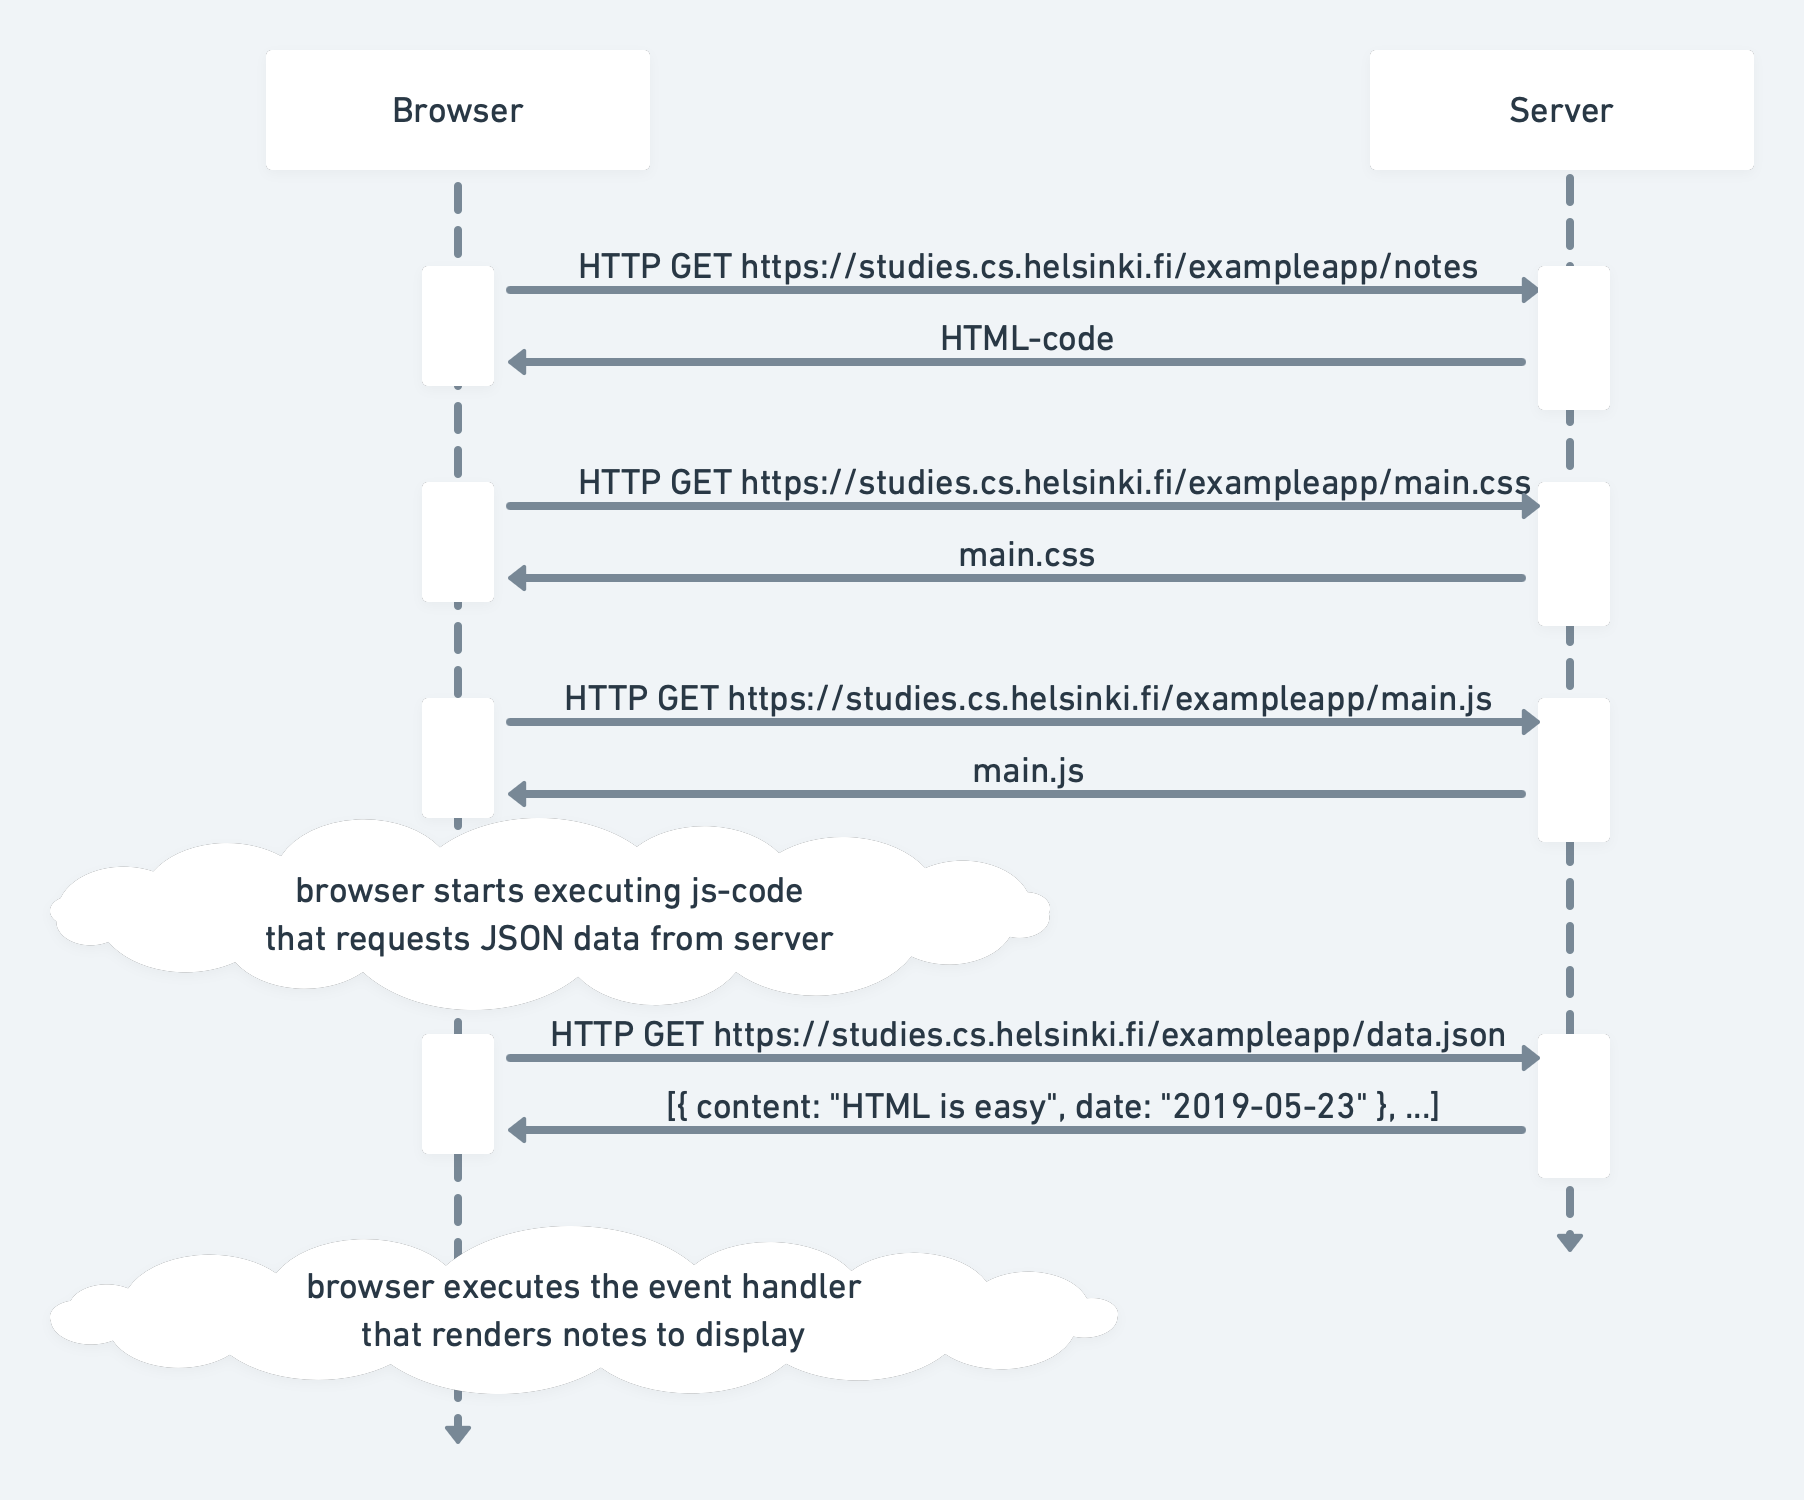 Browser
Server
HTTP GET https://studies.cs.helsinki.fi/exampleapp/notes
HTML-code
HTTP GET https://studies.cs.helsinki.fi/exampleapp/main.css
main.css
HTTP GET https://studies.cs.helsinki.fi/exampleapp/main.js
main.js
browser starts executing js-code
that requests JSON data from server
HTTP GET https://studies.cs.helsinki.fi/exampleapp/data.json
[{ content: "HTML is easy", date: "2019-05-23" }, ...]
browser executes the event handler
that renders notes to display